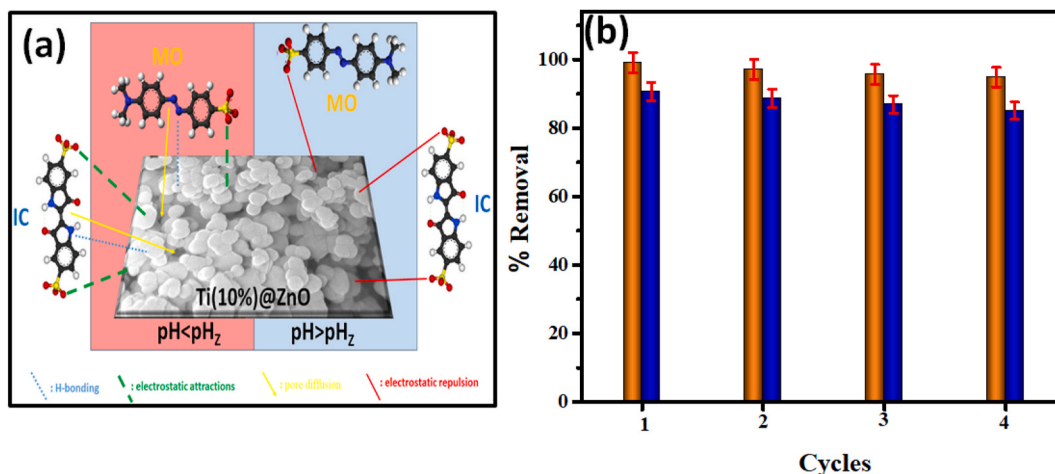 (a)
MO
MO
IC
IC
Ti(10%)@ZnO
pH<pHZ
pH>pHZ
: H-bonding
: electrostatic attractions
: pore diffusion
: electrostatic repulsion
(b)
% Removal
100
80
60
40
20
0
1 2 3 4
Cycles